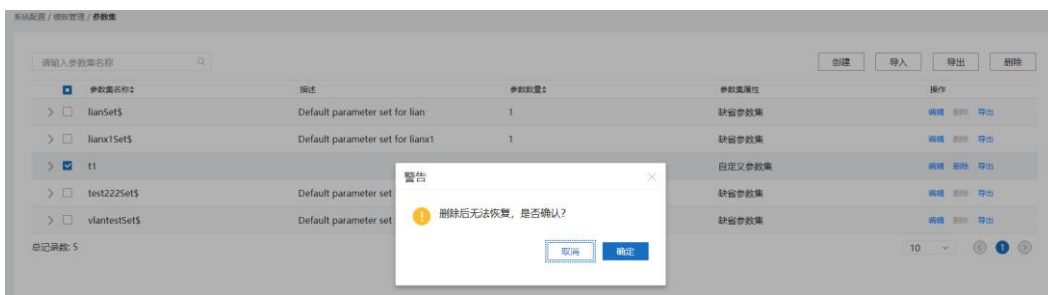 系统配置 / 模板管理 / 参数集
请输入参数集名称
创建 导入 导出 删除
参数集名称 描述 参数数量 参数集属性 操作
lianSet$ Default parameter set for lian 1 缺省参数集 编辑 删除 导出
lianx1Set$ Default parameter set for lianx1 1 缺省参数集 编辑 删除 导出
t1 自定义参数集 编辑 删除 导出
test222Set$ Default parameter set 缺省参数集 编辑 删除 导出
vlantestSet$ Default parameter set 缺省参数集 编辑 删除 导出
警告
删除后无法恢复，是否确认？
取消 确定
总记录数: 5 10 1